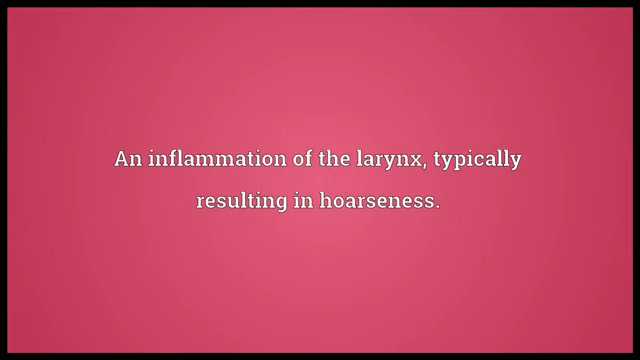 An inflammation of the larynx, typically
resulting in hoarseness.